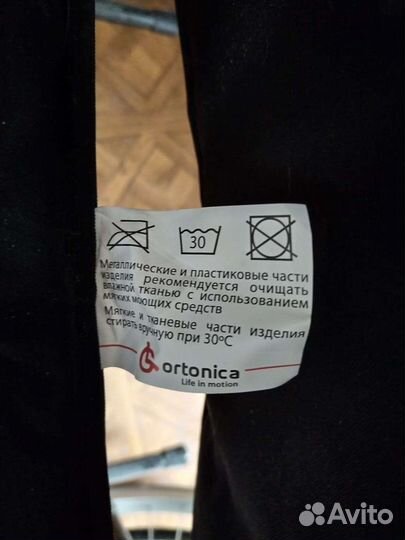 30
Металлические и пластиковые части
изделия рекомендуется очищать
влажной тканью с использованием
мягких моющих средств
Мягкие и тканевые части изделия
стирать вручную при 30ºС
ortonica
Life in motion
Avito